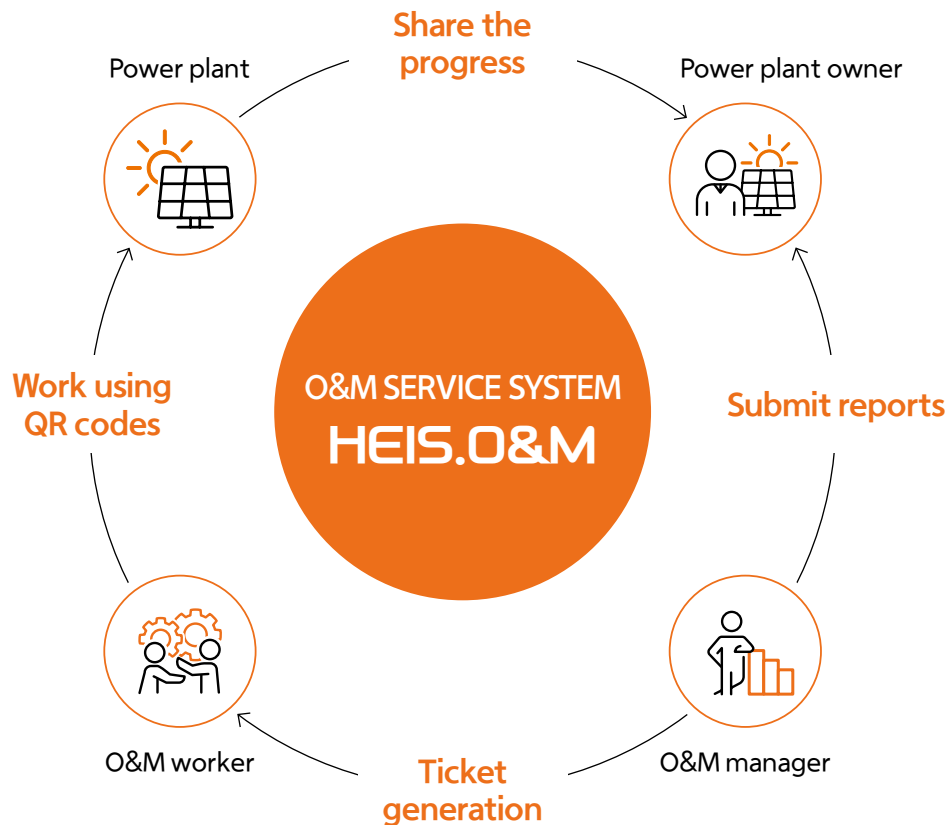 Share the
progress
Power plant
Power plant owner
O&M SERVICE SYSTEM
HEIS.O&M
Work using
QR codes
Submit reports
O&M worker
O&M manager
Ticket
generation